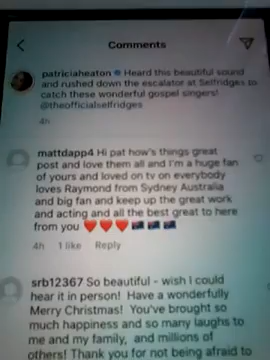 Comments
patriciaheaton Heard this beautiful sound
and rushed down the escalator at Selfridges to
catch these wonderful gospel singers!
@theofficialselfridges
4h
mattdapp4 Hi pat how's things great
post and love them all and I'm a huge fan
of yours and loved on tv on everybody
loves Raymond from Sydney Australia
and big fan and keep up the great work
and acting and all the best great to here
from you ❤️❤️❤️🇦🇺🇦🇺🇦🇺
4h 1 like Reply
srb12367 So beautiful - wish I could
hear it in person! Have a wonderfully
Merry Christmas! You've brought so
much happiness and so many laughs to
me and my family, and millions of
others! Thank you for not being afraid to